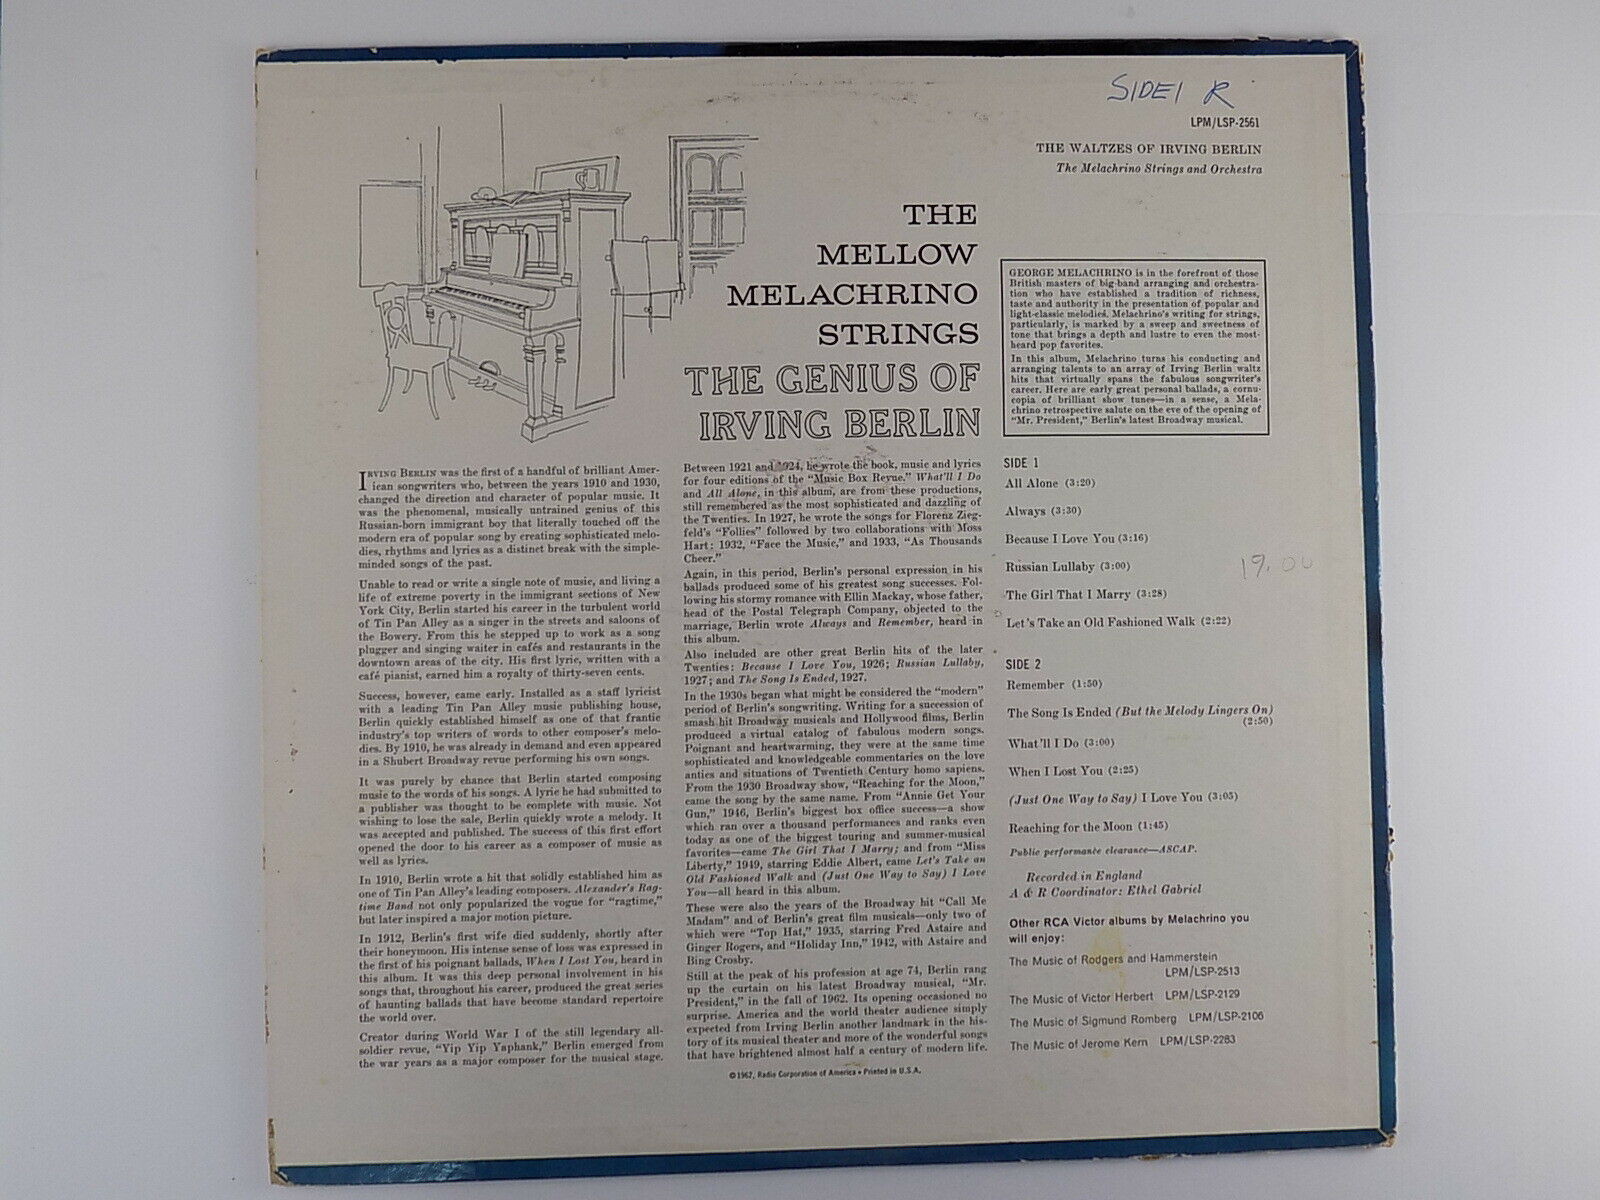 SIDE1 R
LPM/LSP-2561
THE WALTZES OF IRVING BERLIN
The Melachrino Strings and Orchestra
THE
MELLOW
MELACHRINO
STRINGS
THE GENIUS OF
IRVING BERLIN
IRVING BERLIN was the first of a handful of brilliant Amer-
ican songwriters who, between the years 1910 and 1930,
changed the direction and character of popular music. It
was the phenomenal, musically untrained genius of this
Russian-born immigrant boy that literally touched off the
modern era of popular song by creating sophisticated melo-
dies, rhythms and lyrics as a distinct break with the simple-
minded songs of the past.
Unable to read or write a single note of music, and living a
life of extreme poverty in the immigrant sections of New
York City, Berlin started his career in the turbulent world
of Tin Pan Alley as a singer in the streets and saloons of
the Bowery. From this he stepped up to work as a song
plugger and singing waiter in cafés and restaurants in the
downtown areas of the city. His first lyric, written with a
café pianist, earned him a royalty of thirty-seven cents.
Success, however, came early. Installed as a staff lyricist
with a leading Tin Pan Alley music publishing house,
Berlin quickly established himself as one of that frantic
industry's top writers of words to other composer's melo-
dies. By 1910, he was already in demand and even appeared
in a Shubert Broadway revue performing his own songs.
It was purely by chance that Berlin started composing
music to the words of his songs. A lyric he had submitted to
a publisher was thought to be complete with music. Not
wishing to lose the sale, Berlin quickly wrote a melody. It
was accepted and published. The success of this first effort
opened the door to his career as a composer of music as
well as lyrics.
In 1910, Berlin wrote a hit that solidly established him as
one of Tin Pan Alley's leading composers. Alexander's Rag-
time Band not only popularized the vogue for "ragtime,"
but later inspired a major motion picture.
In 1912, Berlin's first wife died suddenly, shortly after
their honeymoon. His intense sense of loss was expressed in
the first of his poignant ballads, When I Lost You, heard in
this album. It was this deep personal involvement in his
songs that, throughout his career, produced the great series
of haunting ballads that have become standard repertoire
the world over.
Creator during World War I of the still legendary all-
soldier revue, "Yip Yip Yaphank," Berlin emerged from
the war years as a major composer for the musical stage.
Between 1921 and 1924, he wrote the book, music and lyrics
for four editions of the "Music Box Revue." What'll I Do
and All Alone, in this album, are from these productions,
still remembered as the most sophisticated and dazzling of
the Twenties. In 1927, he wrote the songs for Florenz Zieg-
feld's "Follies" followed by two collaborations with Moss
Hart: 1932, "Face the Music," and 1933, "As Thousands
Cheer."
Again, in this period, Berlin's personal expression in his
ballads produced some of his greatest song successes. Fol-
lowing his stormy romance with Ellin Mackay, whose father,
head of the Postal Telegraph Company, objected to the
marriage, Berlin wrote Always and Remember, heard in
this album.
Also included are other great Berlin hits of the later
Twenties: Because I Love You, 1926; Russian Lullaby,
1927; and The Song Is Ended, 1927.
In the 1930s began what might be considered the "modern"
period of Berlin's songwriting. Writing for a succession of
smash hit Broadway musicals and Hollywood films, Berlin
produced a virtual catalog of fabulous modern songs.
Poignant and heartwarming, they were at the same time
sophisticated and knowledgeable commentaries on the love
antics and situations of Twentieth Century homo sapiens.
From the 1930 Broadway show, "Reaching for the Moon,"
came the song by the same name. From "Annie Get Your
Gun," 1946, Berlin's biggest box office success—a show
which ran over a thousand performances and ranks even
today as one of the biggest touring and summer-musical
favorites—came The Girl That I Marry; and from "Miss
Liberty," 1949, starring Eddie Albert, came Let's Take an
Old Fashioned Walk and (Just One Way to Say) I Love
You—all heard in this album.
These were also the years of the Broadway hit "Call Me
Madam" and of Berlin's great film musicals—only two of
which were "Top Hat," 1935, starring Fred Astaire and
Ginger Rogers, and "Holiday Inn," 1942, with Astaire and
Bing Crosby.
Still at the peak of his profession at age 74, Berlin rang
up the curtain on his latest Broadway musical, "Mr.
President," in the fall of 1962. Its opening occasioned no
surprise. America and the world theater audience simply
expected from Irving Berlin another landmark in the his-
tory of its musical theater and more of the wonderful songs
that have brightened almost half a century of modern life.
GEORGE MELACHRINO is in the forefront of those
British masters of big-band arranging and orchestra-
tion who have established a tradition of richness,
taste and authority in the presentation of popular and
light-classic melodies. Melachrino's writing for strings,
particularly, is marked by a sweep and sweetness of
tone that brings a depth and lustre to even the most-
heard pop favorites.
In this album, Melachrino turns his conducting and
arranging talents to an array of Irving Berlin waltz
hits that virtually spans the fabulous songwriter's
career. Here are early great personal ballads, a cornu-
copia of brilliant show tunes—in a sense, a Mela-
chrino retrospective salute on the eve of the opening of
"Mr. President," Berlin's latest Broadway musical.
SIDE 1
All Alone (3:20)
Always (3:30)
Because I Love You (3:16)
Russian Lullaby (3:00)
19.00
The Girl That I Marry (3:28)
Let's Take an Old Fashioned Walk (2:22)
SIDE 2
Remember (1:50)
The Song Is Ended (But the Melody Lingers On)
(2:50)
What'll I Do (3:00)
When I Lost You (2:25)
(Just One Way to Say) I Love You (3:05)
Reaching for the Moon (1:45)
Public performance clearance—ASCAP.
Recorded in England
A & R Coordinator: Ethel Gabriel
Other RCA Victor albums by Melachrino you
will enjoy:
The Music of Rodgers and Hammerstein
LPM/LSP-2513
The Music of Victor Herbert LPM/LSP-2129
The Music of Sigmund Romberg LPM/LSP-2106
The Music of Jerome Kern LPM/LSP-2283
©1962, Radio Corporation of America • Printed in U.S.A.